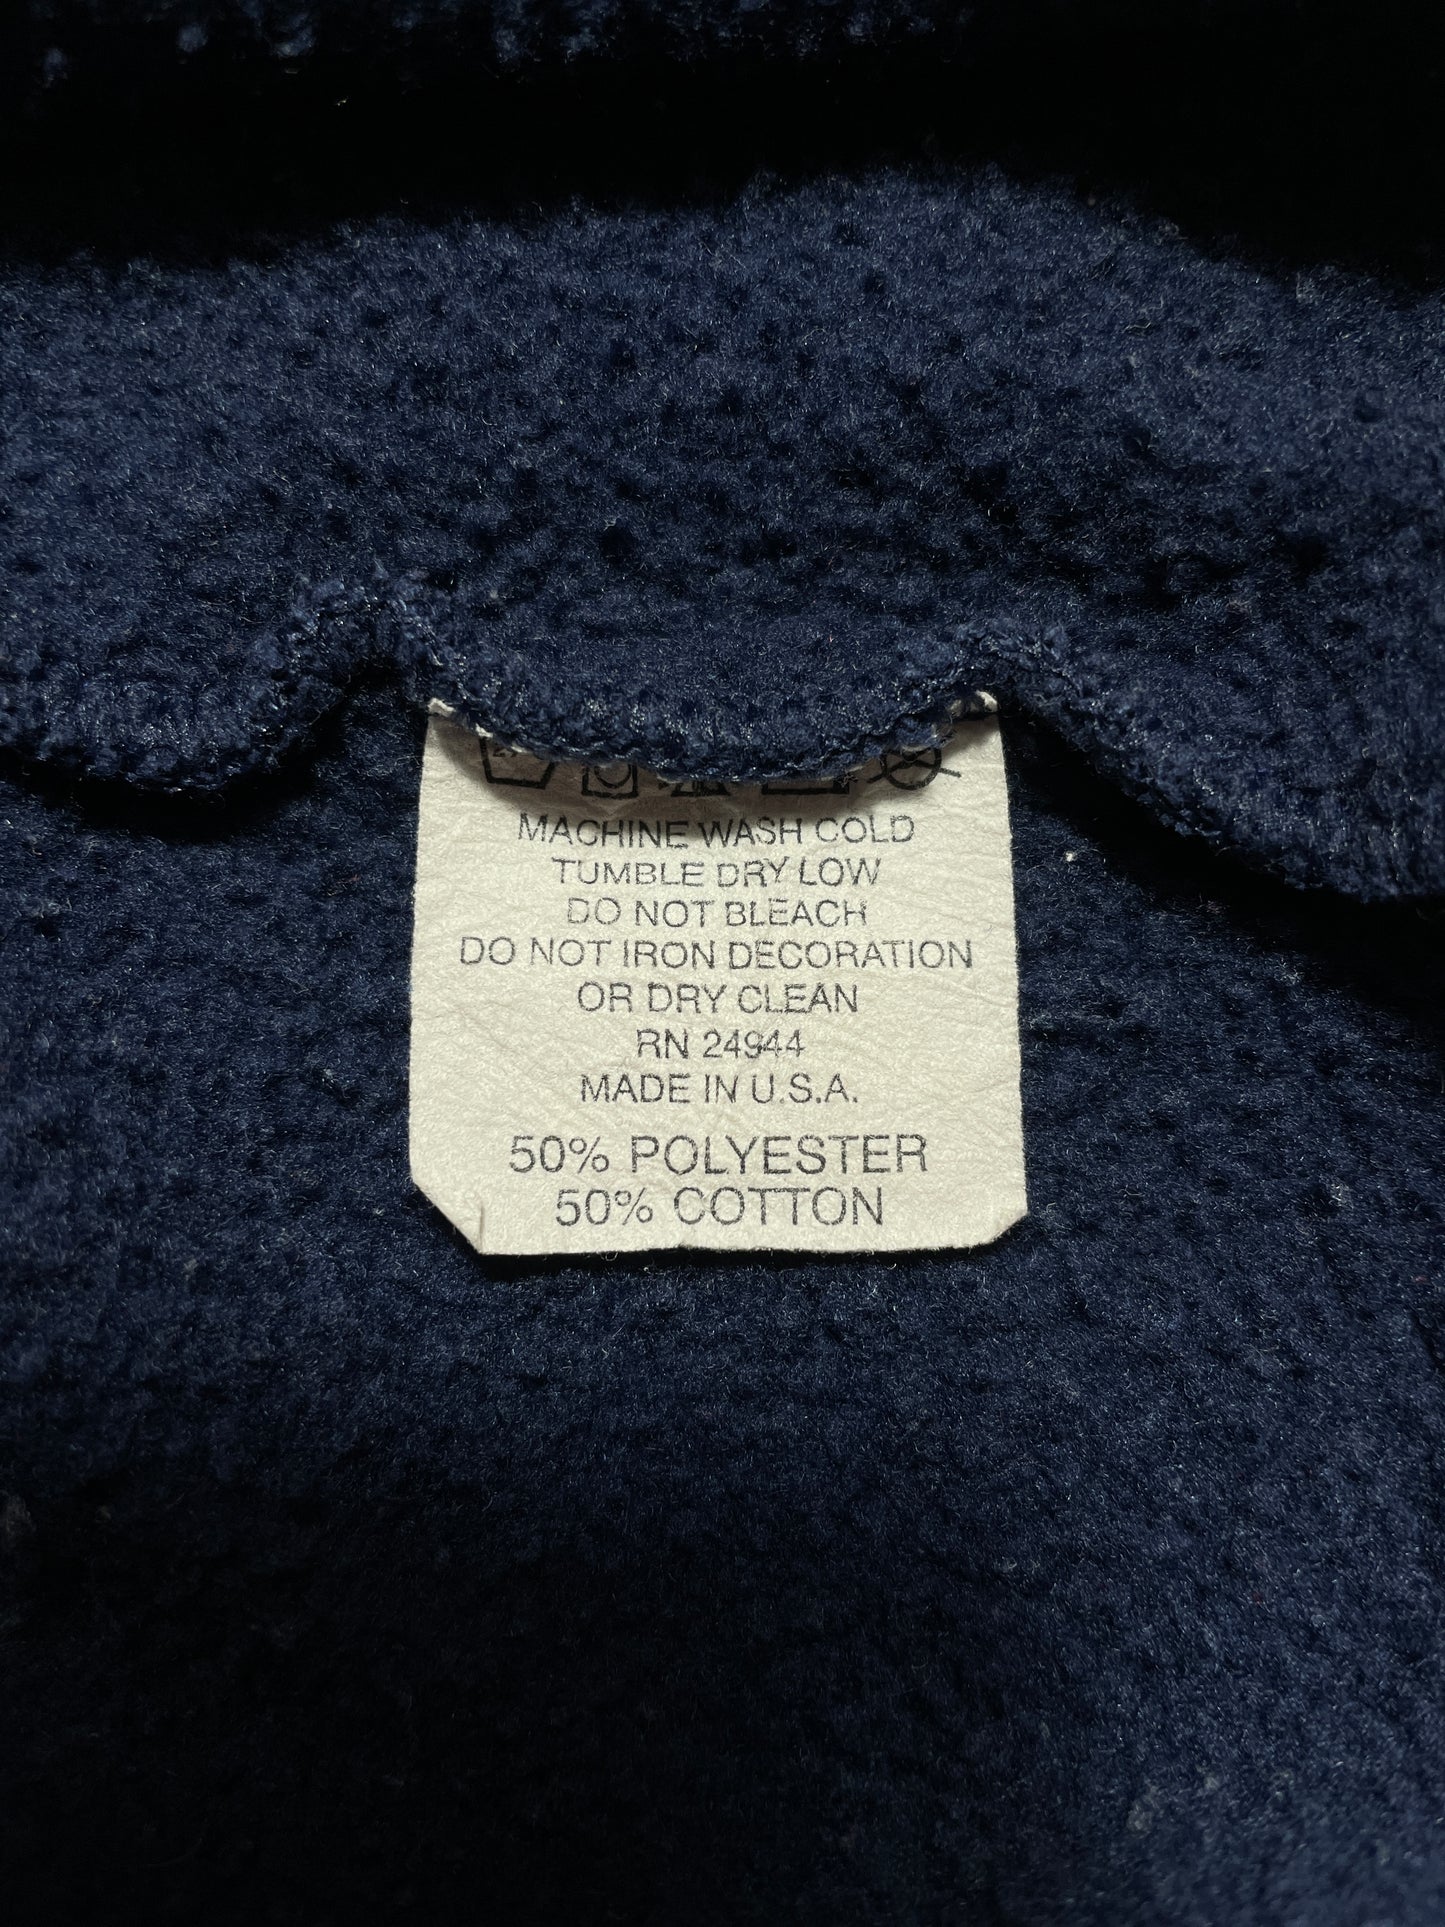 MACHINE WASH COLD
TUMBLE DRY LOW
DO NOT BLEACH
DO NOT IRON DECORATION
OR DRY CLEAN
RN 24944
MADE IN U.S.A.
50% POLYESTER
50% COTTON